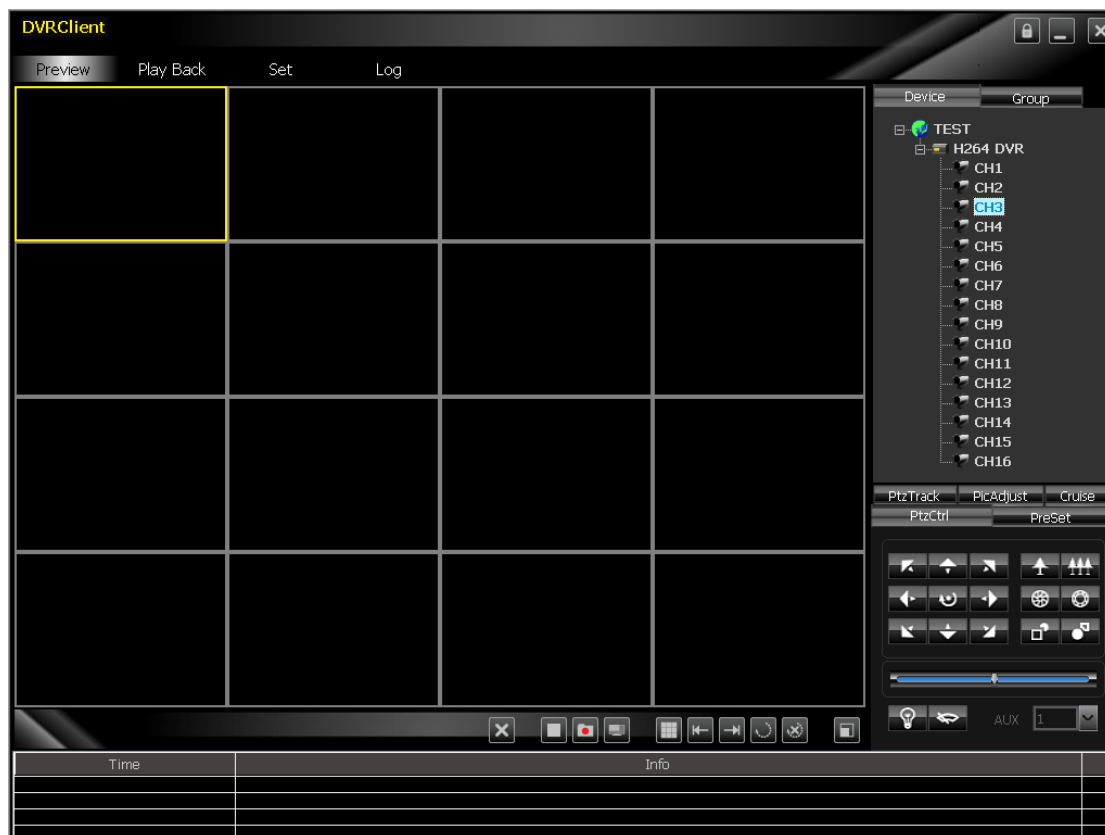 DVRClient
Preview Play Back Set Log
Device Group
TEST
H264 DVR
CH1
CH2
CH3
CH4
CH5
CH6
CH7
CH8
CH9
CH10
CH11
CH12
CH13
CH14
CH15
CH16
PtzTrack PicAdjust Cruise
PtzCtrl PreSet
AUX 1
Time Info